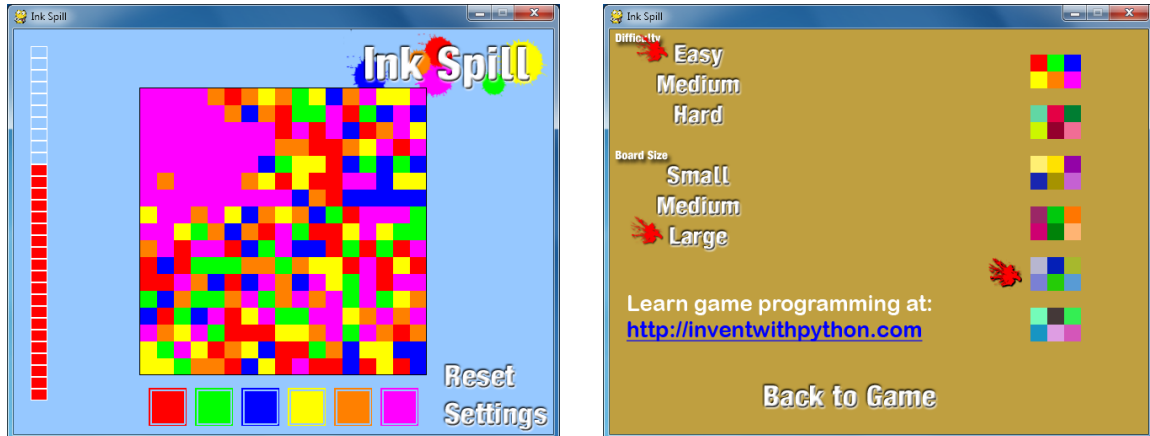 Ink Spill
Ink Spill
Reset
Settings
Ink Spill
Difficulty
Easy
Medium
Hard
Board Size
Small
Medium
Large
Learn game programming at:
http://inventwithpython.com
Back to Game